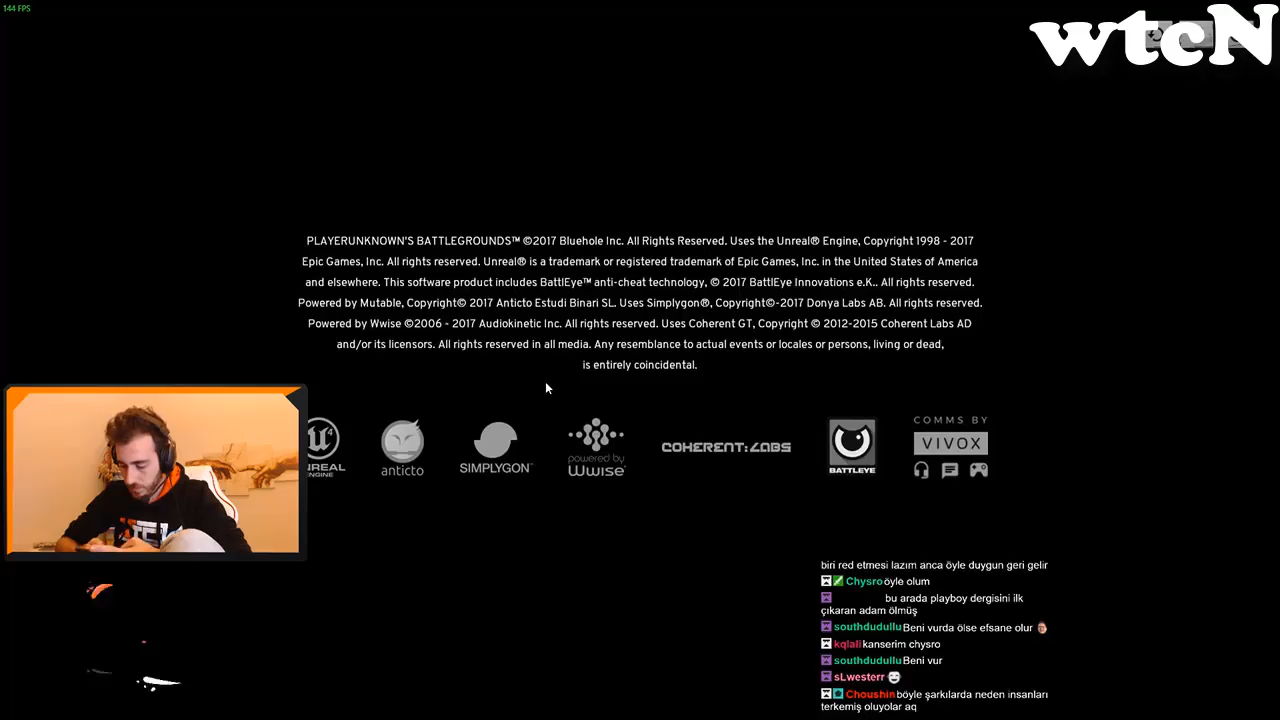 144 FPS
wtcN
PLAYERUNKNOWN'S BATTLEGROUNDS™ ©2017 Bluehole Inc. All Rights Reserved. Uses the Unreal® Engine, Copyright 1998 - 2017
Epic Games, Inc. All rights reserved. Unreal® is a trademark or registered trademark of Epic Games, Inc. in the United States of America
and elsewhere. This software product includes BattlEye™ anti-cheat technology, © 2017 BattlEye Innovations e.K.. All rights reserved.
Powered by Mutable, Copyright© 2017 Anticto Estudi Binari SL. Uses Simplygon®, Copyright©-2017 Donya Labs AB. All rights reserved.
Powered by Wwise ©2006 - 2017 Audiokinetic Inc. All rights reserved. Uses Coherent GT, Copyright © 2012-2015 Coherent Labs AD
and/or its licensors. All rights reserved in all media. Any resemblance to actual events or locales or persons, living or dead,
is entirely coincidental.
anticto
SIMPLYGON
powered by
Wwise
COHERENT:LABS
BATTLEYE
COMMS BY
VIVOX
biri red etmesi lazım anca öyle duygun geri gelir
Chysro öyle olum
bu arada playboy dergisini ilk
çıkaran adam ölmüş
southdudullu Beni vurda ölse efsane olur
kqlali kanserim chysro
southdudullu Beni vur
sLwesterr
Choushin böyle şarkılarda neden insanları
terkemiş oluyolar aq